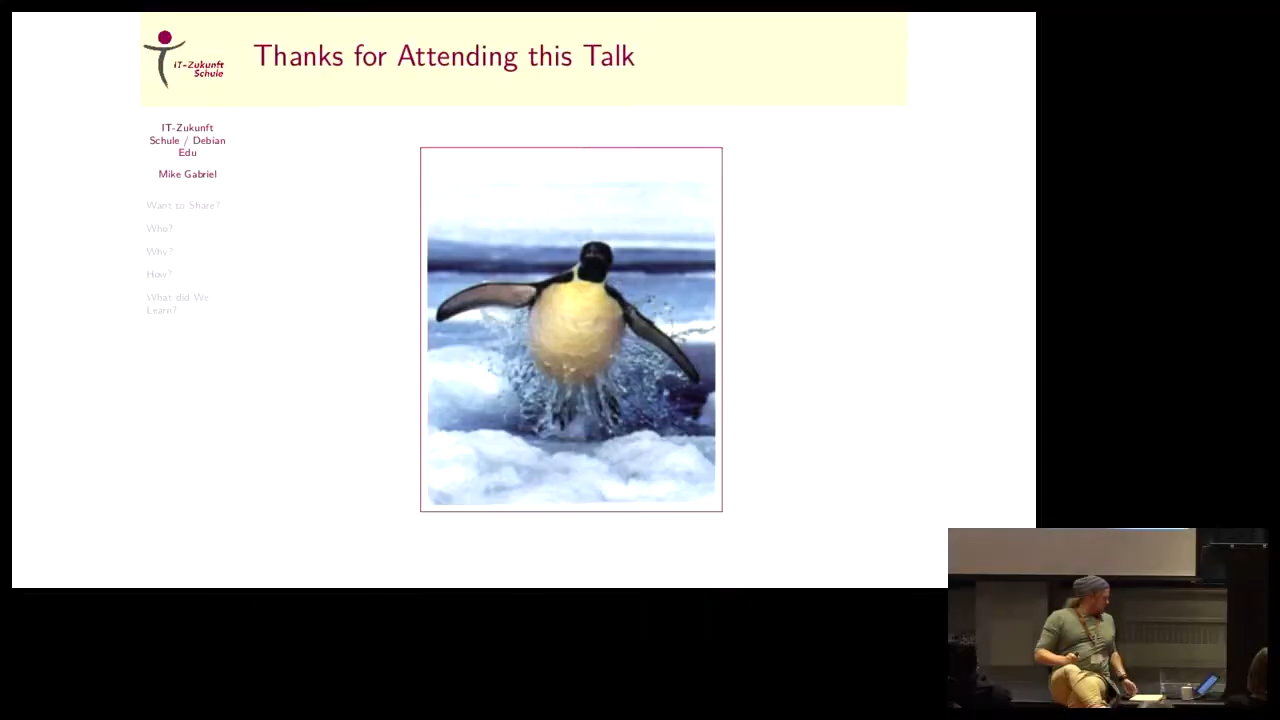 Thanks for Attending this Talk
IT-Zukunft
Schule
IT-Zukunft
Schule / Debian
Edu
Mike Gabriel
Want to Share?
Who?
Why?
How?
What did We
Learn?